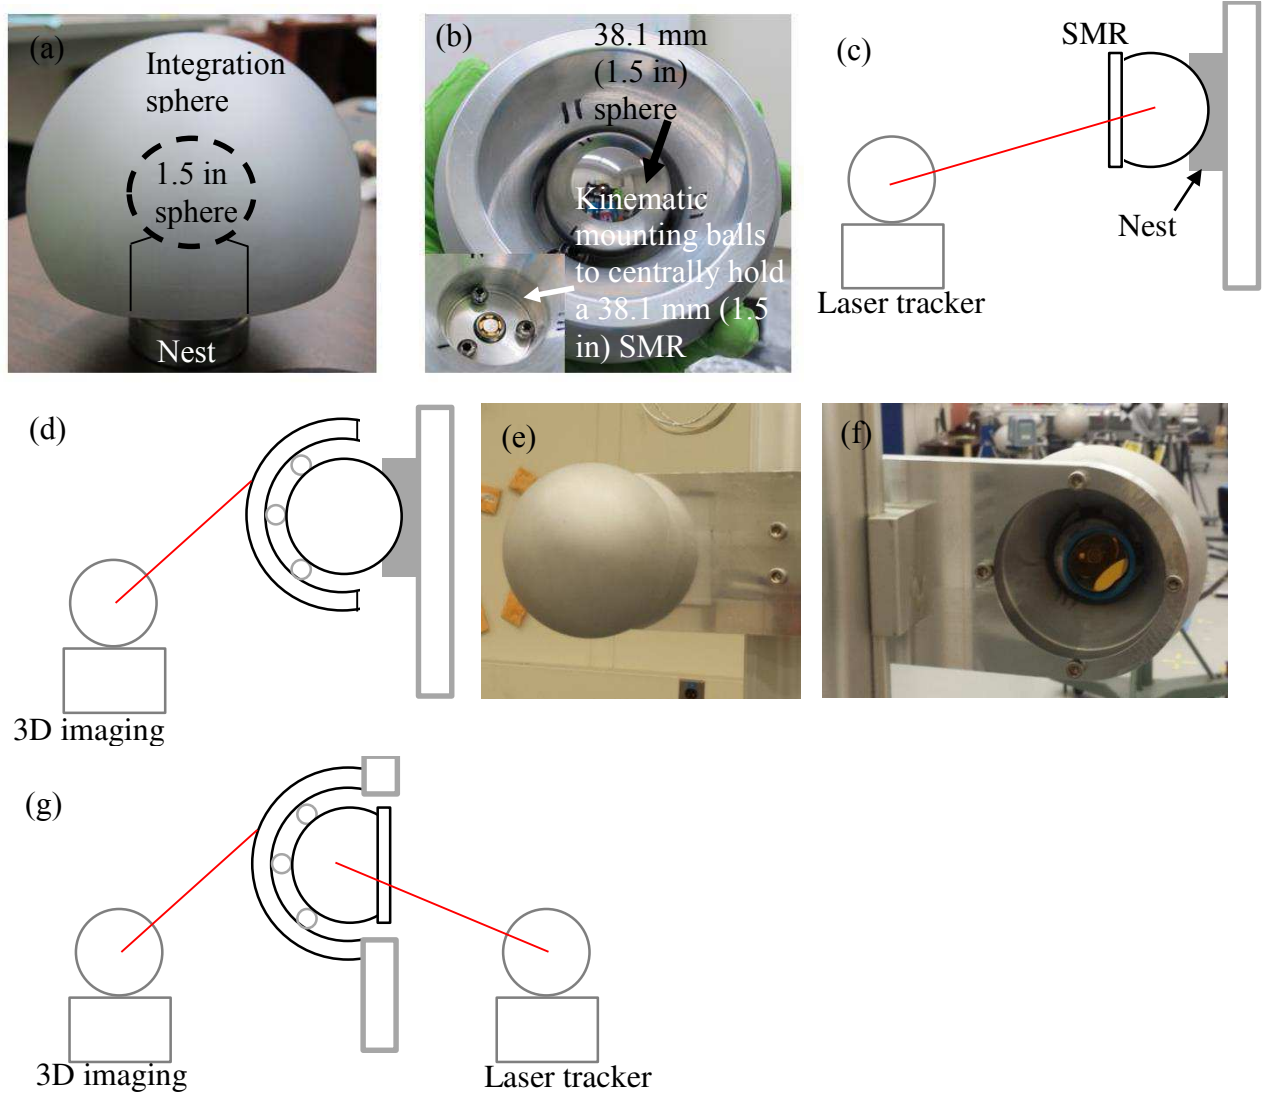 (a)
Integration
sphere
1.5 in
sphere
Nest
(b)
38.1 mm
(1.5 in)
sphere
Kinematic
mounting balls
to centrally hold
a 38.1 mm (1.5
in) SMR
(c)
SMR
Nest
Laser tracker
(d)
3D imaging
(e)
(f)
(g)
3D imaging
Laser tracker